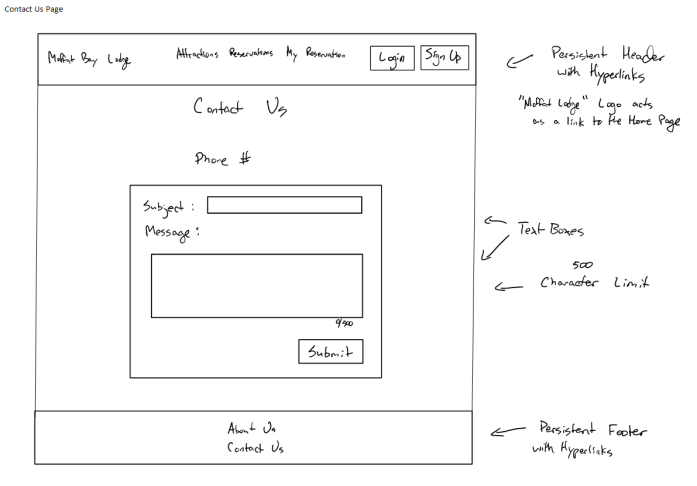 Contact Us Page
Moffat Bay Lodge Attractions Reservations My Reservation Login Sign Up
Persistent Header
with Hyperlinks
"Moffat Lodge" Logo acts
as a link to the Home Page
Contact Us
Phone #
Subject :
Message :
Text Boxes
500
Character Limit
0/500
Submit
About Us
Contact Us
Persistent Footer
with Hyperlinks